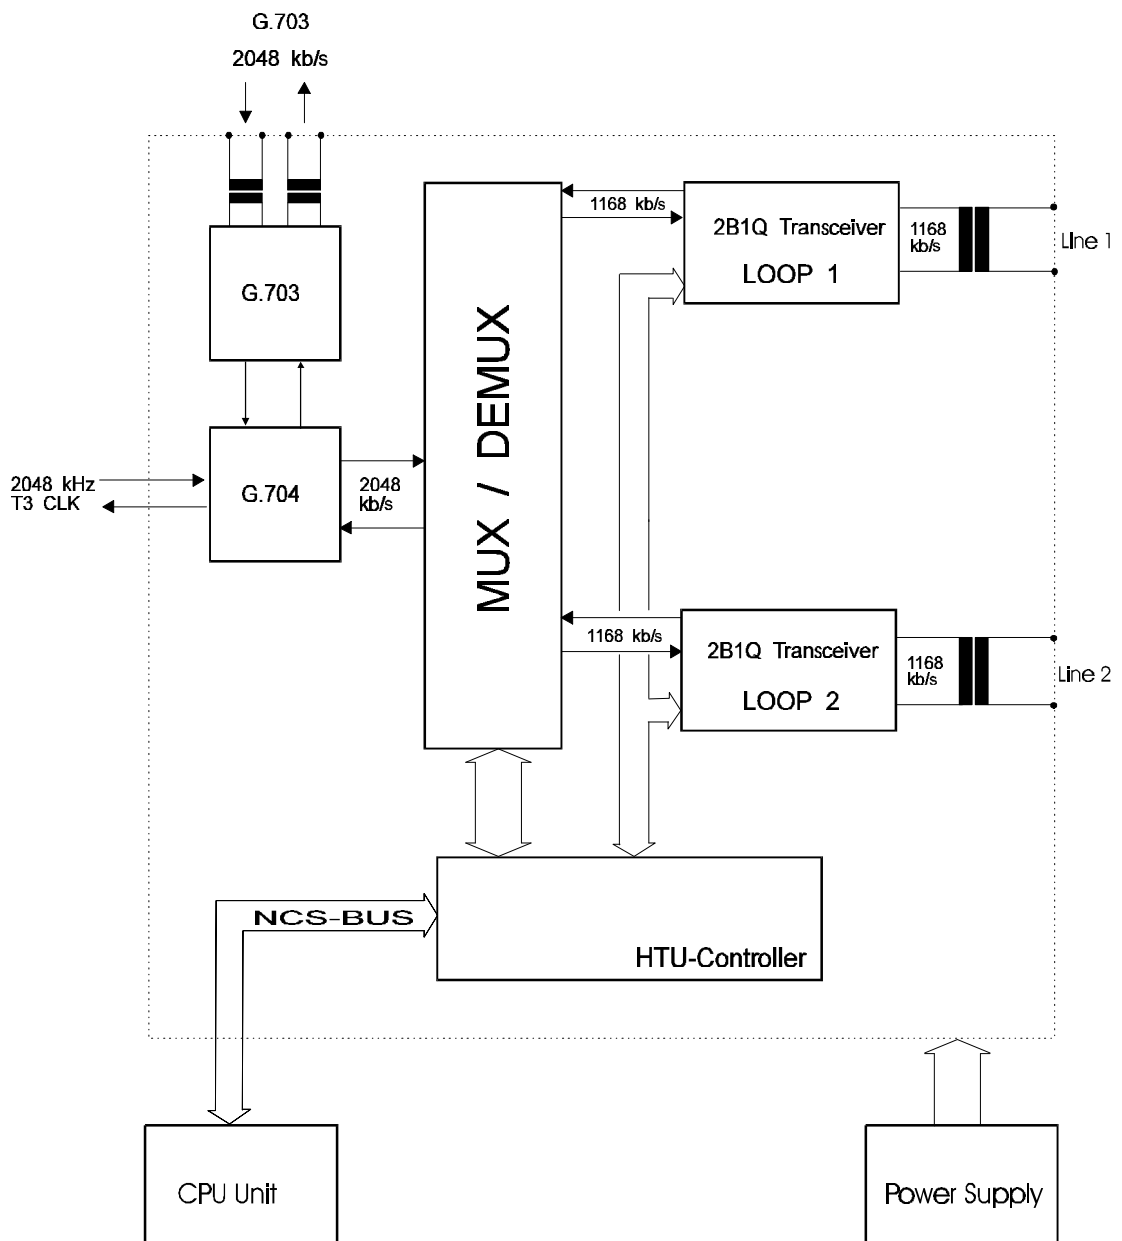 G.703
2048 kb/s
1168 kb/s
2B1Q Transceiver
LOOP 1
1168
kb/s
Line 1
G.703
MUX / DEMUX
2048 kHz
T3 CLK
G.704
2048
kb/s
1168 kb/s
2B1Q Transceiver
LOOP 2
1168
kb/s
Line 2
NCS-BUS
HTU-Controller
CPU Unit
Power Supply